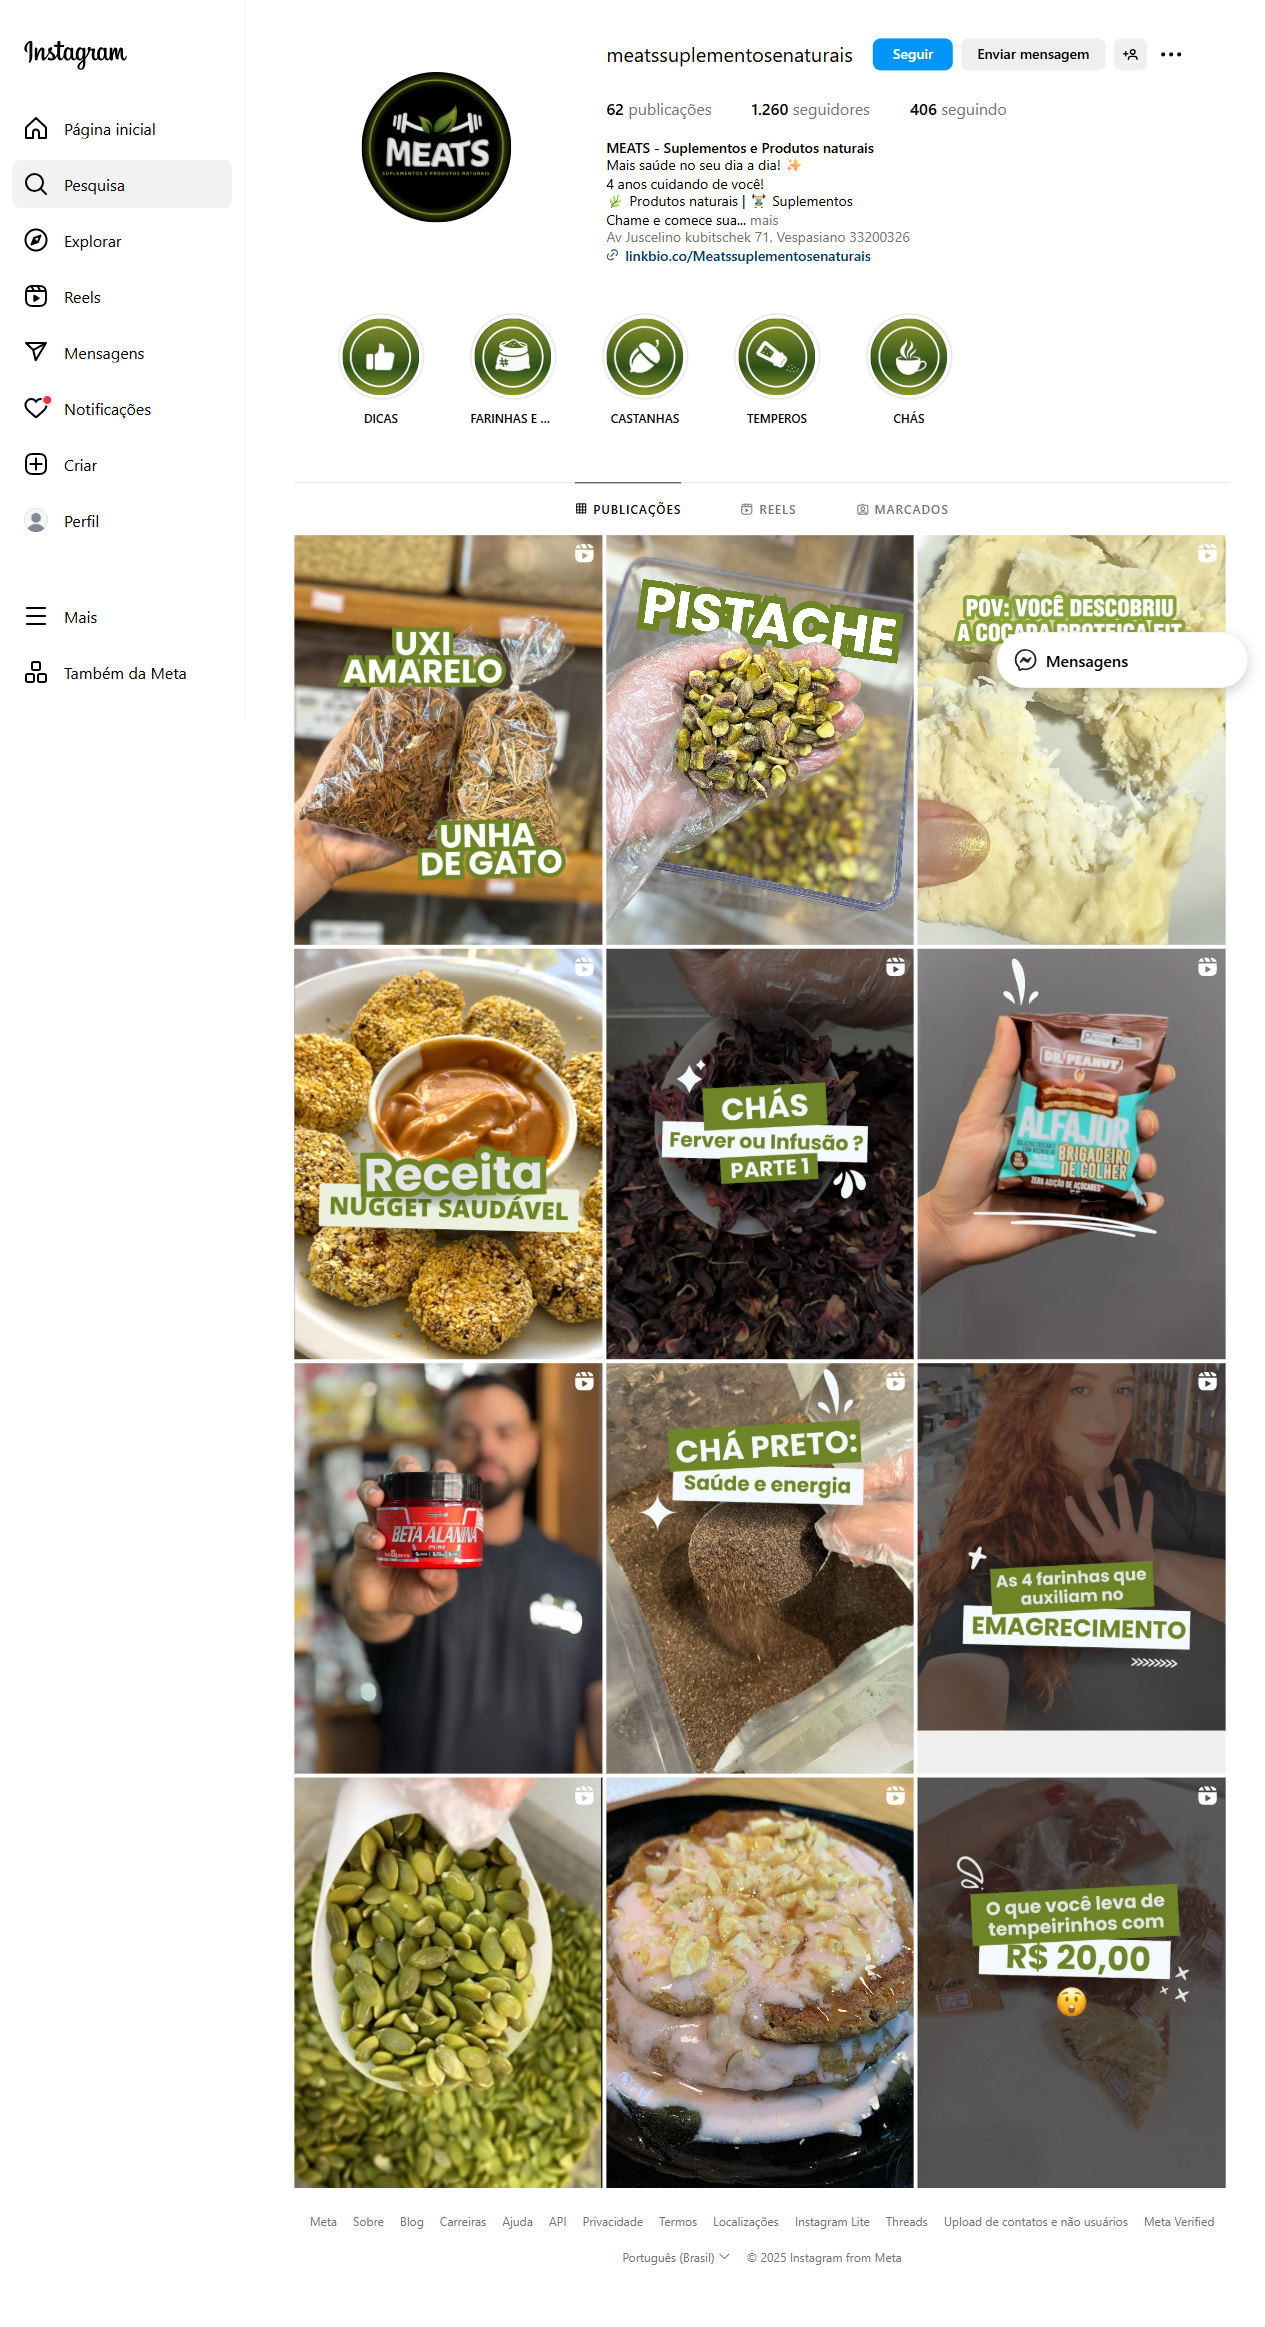 Instagram
Página inicial
Pesquisa
Explorar
Reels
Mensagens
Notificações
Criar
Perfil
Mais
Também da Meta
MEATS
SUPLEMENTOS E PRODUTOS NATURAIS
meatssuplementosenaturais
Seguir
Enviar mensagem
62 publicações
1.260 seguidores
406 seguindo
MEATS - Suplementos e Produtos naturais
Mais saúde no seu dia a dia! ✨
4 anos cuidando de você!
🌿 Produtos naturais | 🏋️ Suplementos
Chame e comece sua... mais
Av Juscelino kubitschek 71, Vespasiano 33200326
linkbio.co/Meatssuplementosenaturais
DICAS
FARINHAS E ...
CASTANHAS
TEMPEROS
CHÁS
PUBLICAÇÕES
REELS
MARCADOS
UXI
AMARELO
UNHA
DE GATO
PISTACHE
POV: VOCÊ DESCOBRIU
A COCADA PROTEICA FIT
Mensagens
Receita
NUGGET SAUDÁVEL
CHÁS
Ferver ou Infusão ?
PARTE 1
DR. PEANUT
ALFAJOR
BRIGADEIRO
DE COLHER
ZERO ADIÇÃO DE AÇÚCARES*
BETA ALANINA
PURE
CHÁ PRETO:
Saúde e energia
As 4 farinhas que
auxiliam no
EMAGRECIMENTO
O que você leva de
tempeirinhos com
R$ 20,00
Meta
Sobre
Blog
Carreiras
Ajuda
API
Privacidade
Termos
Localizações
Instagram Lite
Threads
Upload de contatos e não usuários
Meta Verified
Português (Brasil)
© 2025 Instagram from Meta